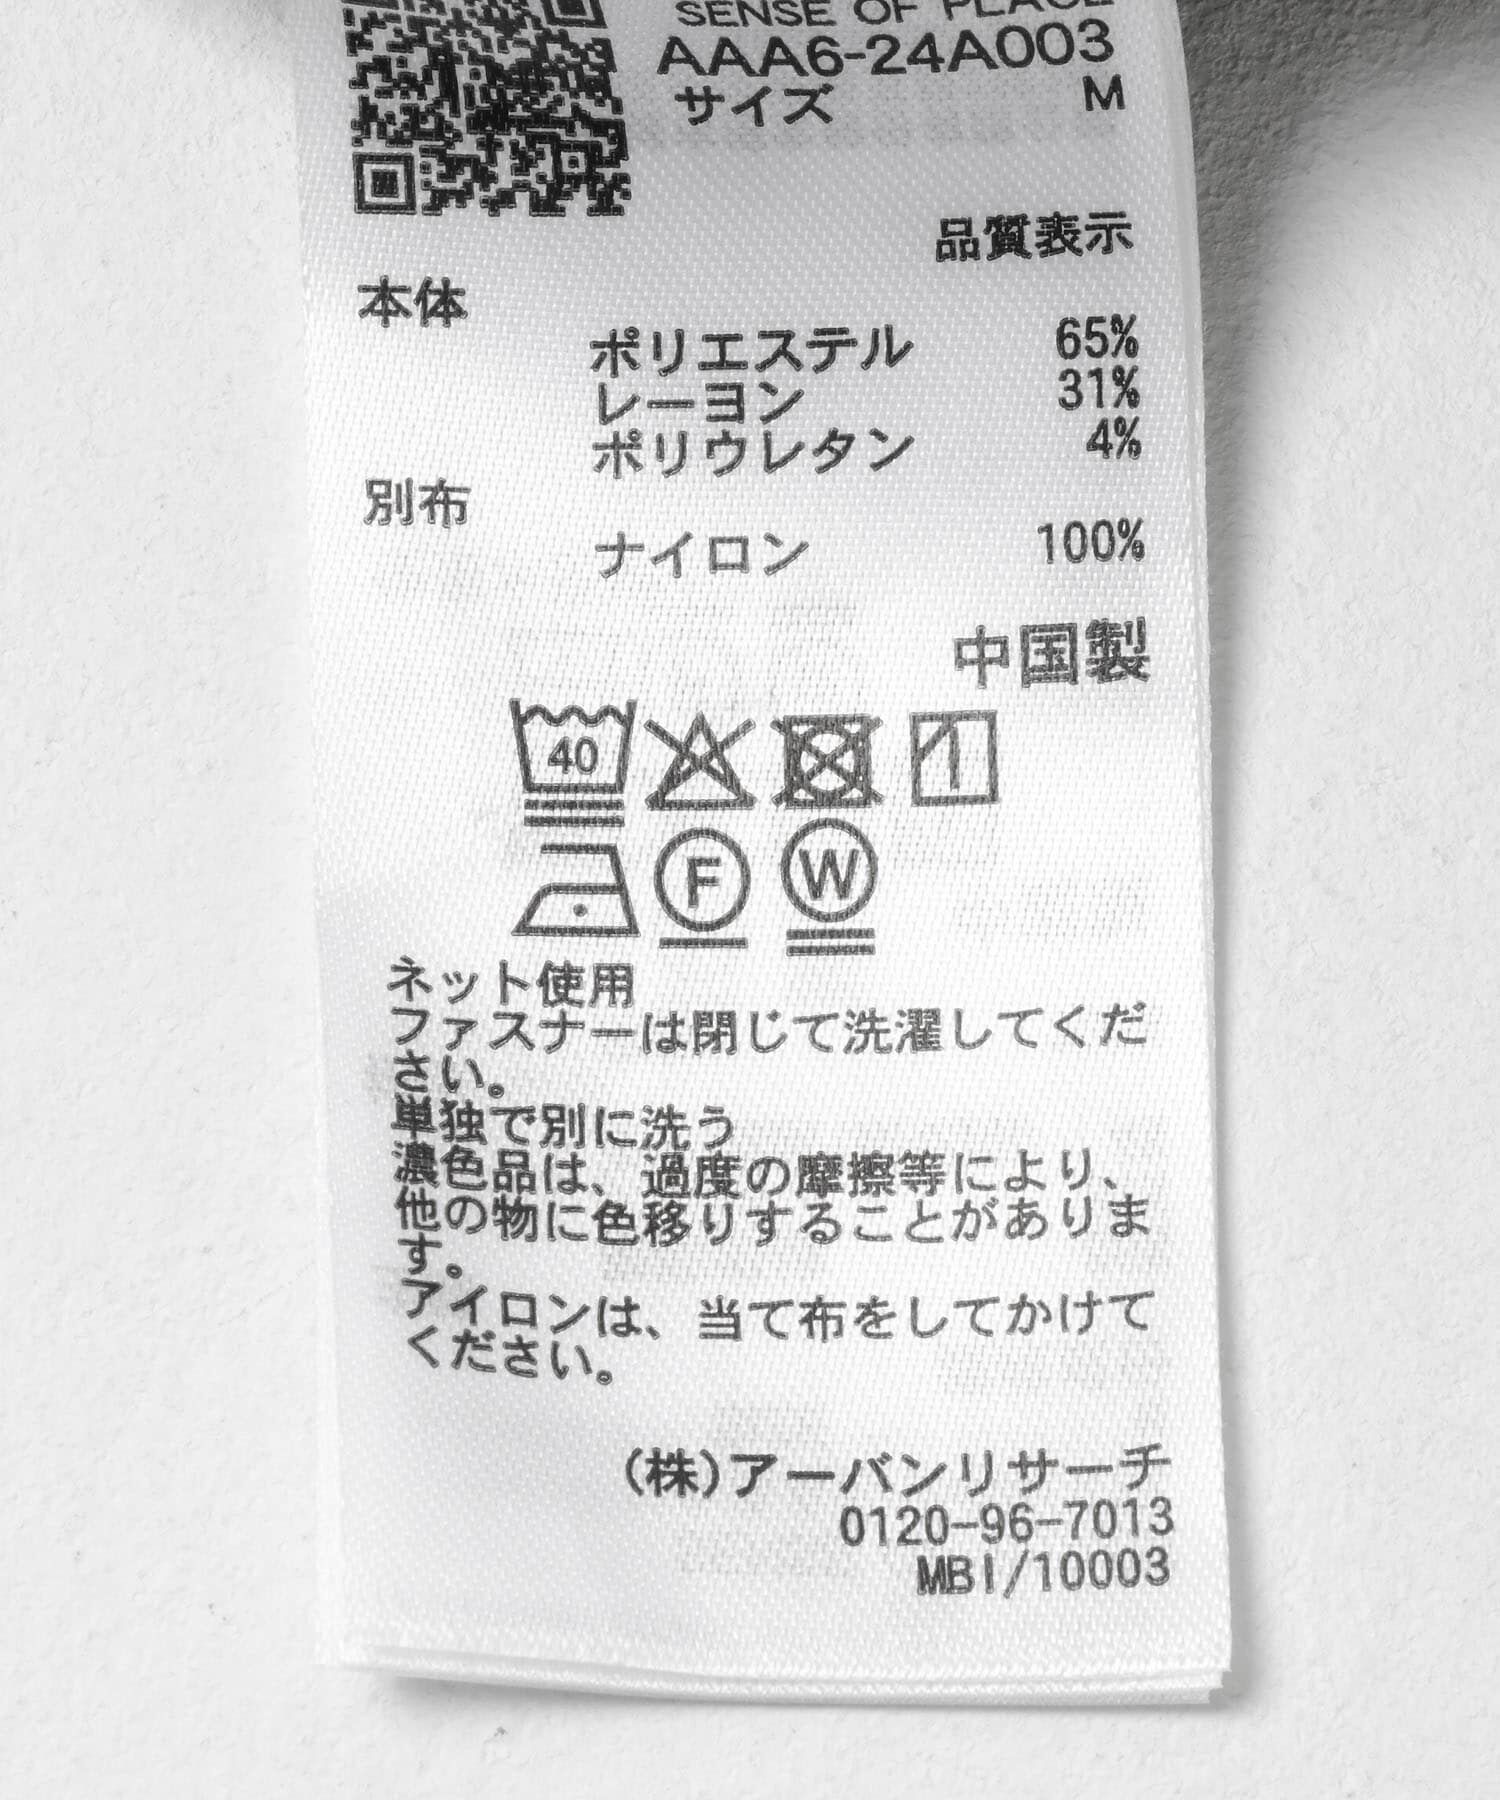 SENSE OF PLACE
AAA6-24A003
サイズ M
品質表示
本体
ポリエステル 65%
レーヨン 31%
ポリウレタン 4%
別布
ナイロン 100%
中国製
40
F W
ネット使用
ファスナーは閉じて洗濯してくだ
さい。
単独で別に洗う
濃色品は、過度の摩擦等により、
他の物に色移りすることがありま
す。
アイロンは、当て布をしてかけて
ください。
(株)アーバンリサーチ
0120-96-7013
MBI/10003